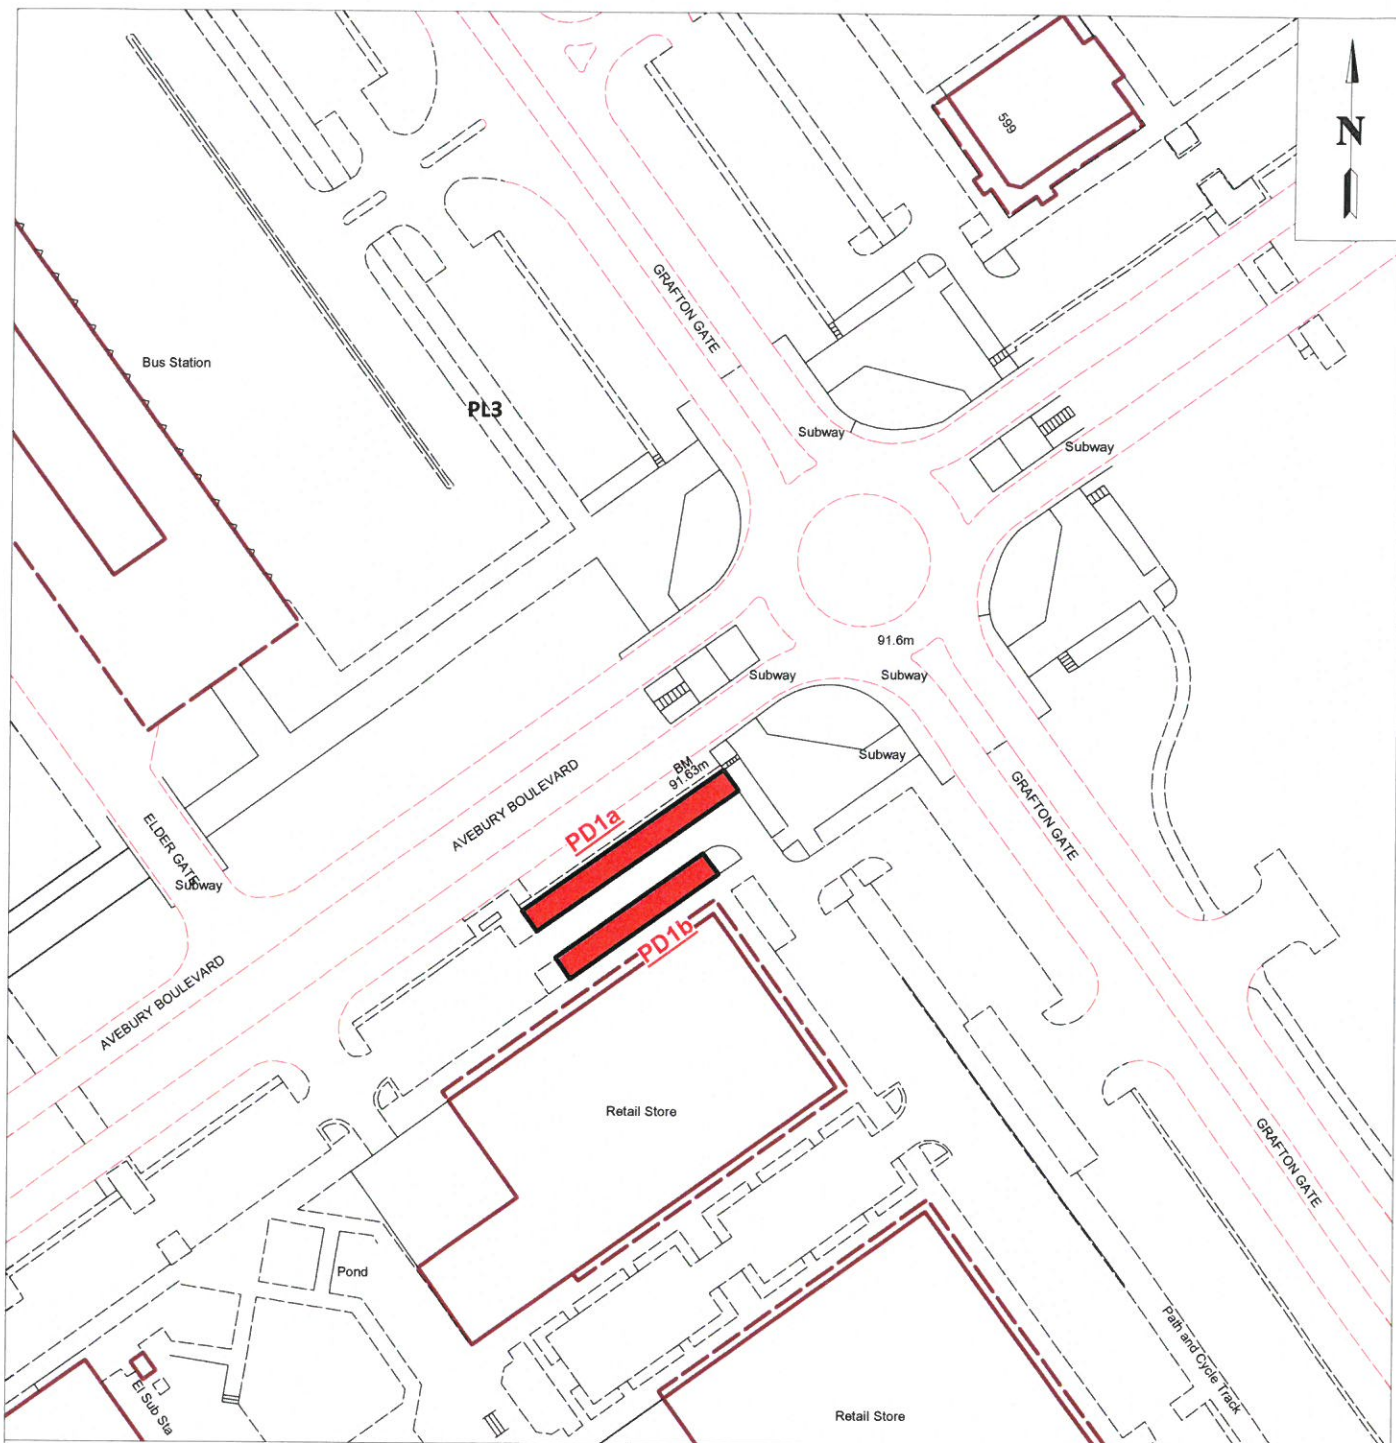 N
599
GRAFTON GATE
Bus Station
PL3
Subway
Subway
91.6m
Subway
Subway
Subway
BM
91.63m
AVEBURY BOULEVARD
GRAFTON GATE
PD1a
ELDER GATE
Subway
PD1b
AVEBURY BOULEVARD
Retail Store
GRAFTON GATE
Pond
Path and Cycle Track
El Sub Sta
Retail Store